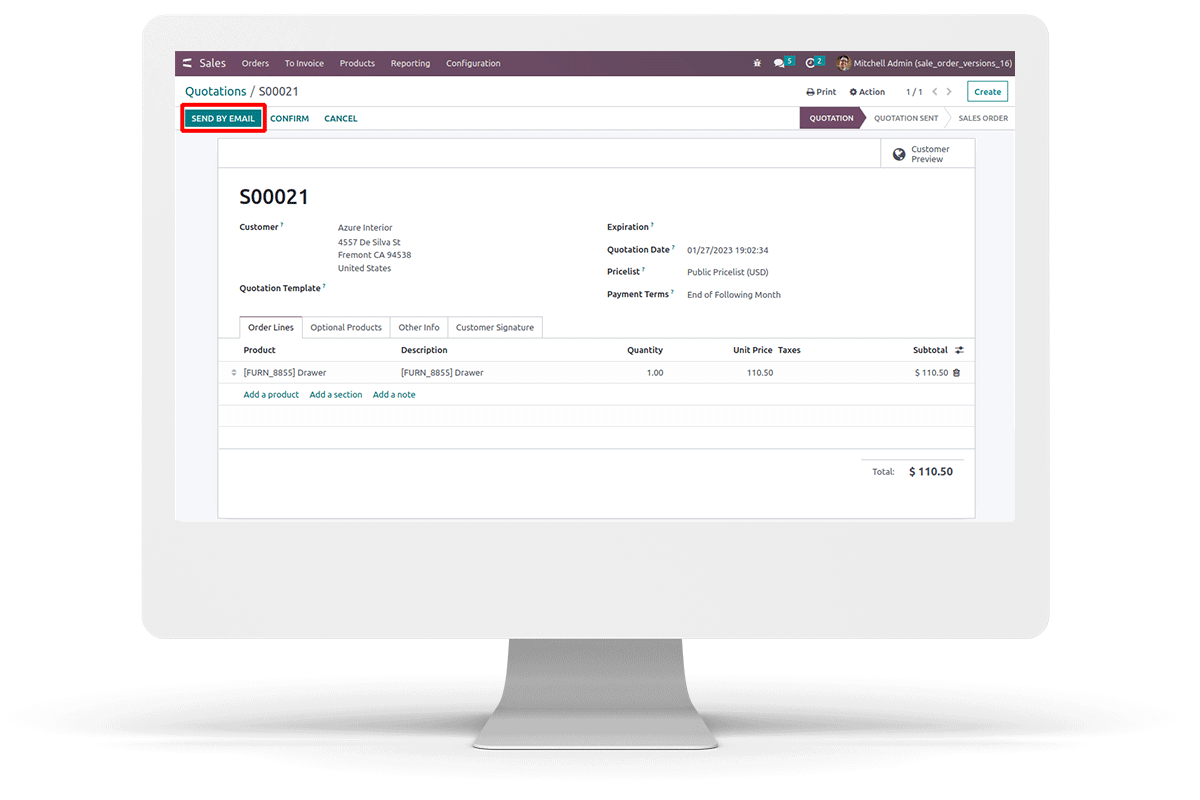 Sales Orders To Invoice Products Reporting Configuration 5 2 Mitchell Admin (sale_order_versions_16)
Quotations / S00021 Print Action 1 / 1 Create
SEND BY EMAIL CONFIRM CANCEL QUOTATION QUOTATION SENT SALES ORDER
Customer
Preview
S00021
Customer ? Azure Interior
4557 De Silva St
Fremont CA 94538
United States
Quotation Template ?
Expiration ?
Quotation Date ? 01/27/2023 19:02:34
Pricelist ? Public Pricelist (USD)
Payment Terms ? End of Following Month
Order Lines Optional Products Other Info Customer Signature
Product Description Quantity Unit Price Taxes Subtotal
[FURN_8855] Drawer [FURN_8855] Drawer 1.00 110.50 $ 110.50
Add a product Add a section Add a note
Total: $ 110.50